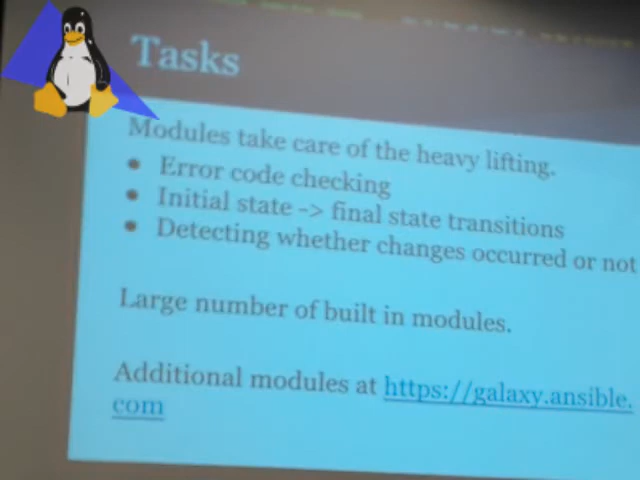 Tasks
Modules take care of the heavy lifting.
● Error code checking
● Initial state -> final state transitions
● Detecting whether changes occurred or not
Large number of built in modules.
Additional modules at https://galaxy.ansible.
com